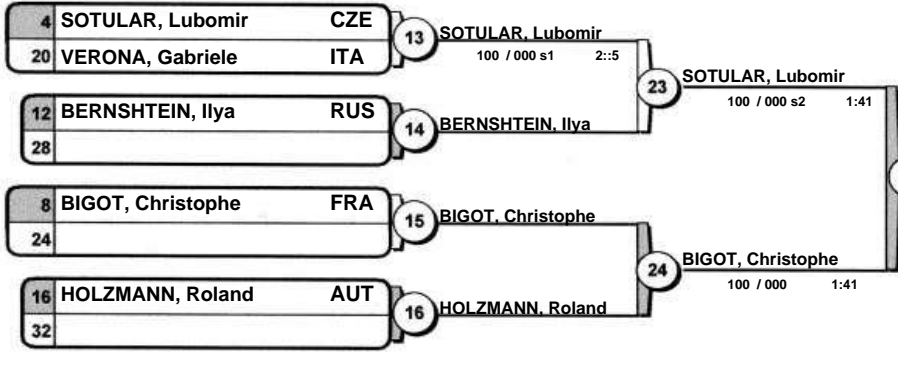 4 SOTULAR, Lubomir CZE
20 VERONA, Gabriele ITA
13 SOTULAR, Lubomir
100 / 000 s1 2::5
12 BERNSHTEIN, Ilya RUS
28
14 BERNSHTEIN, Ilya
23 SOTULAR, Lubomir
100 / 000 s2 1:41
8 BIGOT, Christophe FRA
24
15 BIGOT, Christophe
16 HOLZMANN, Roland AUT
32
16 HOLZMANN, Roland
24 BIGOT, Christophe
100 / 000 1:41